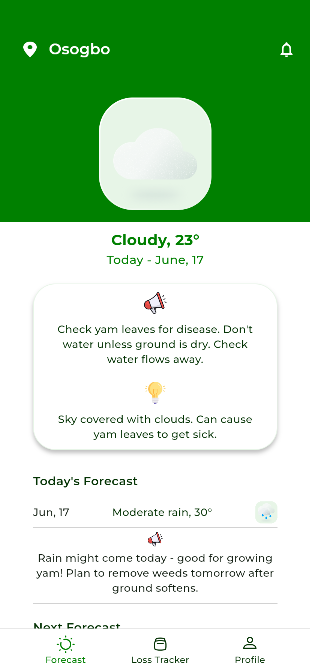 Osogbo
Cloudy, 23°
Today - June, 17
Check yam leaves for disease. Don't
water unless ground is dry. Check
water flows away.
Sky covered with clouds. Can cause
yam leaves to get sick.
Today's Forecast
Jun, 17 Moderate rain, 30°
Rain might come today - good for growing
yam! Plan to remove weeds tomorrow after
ground softens.
Next Forecast
Forecast Loss Tracker Profile